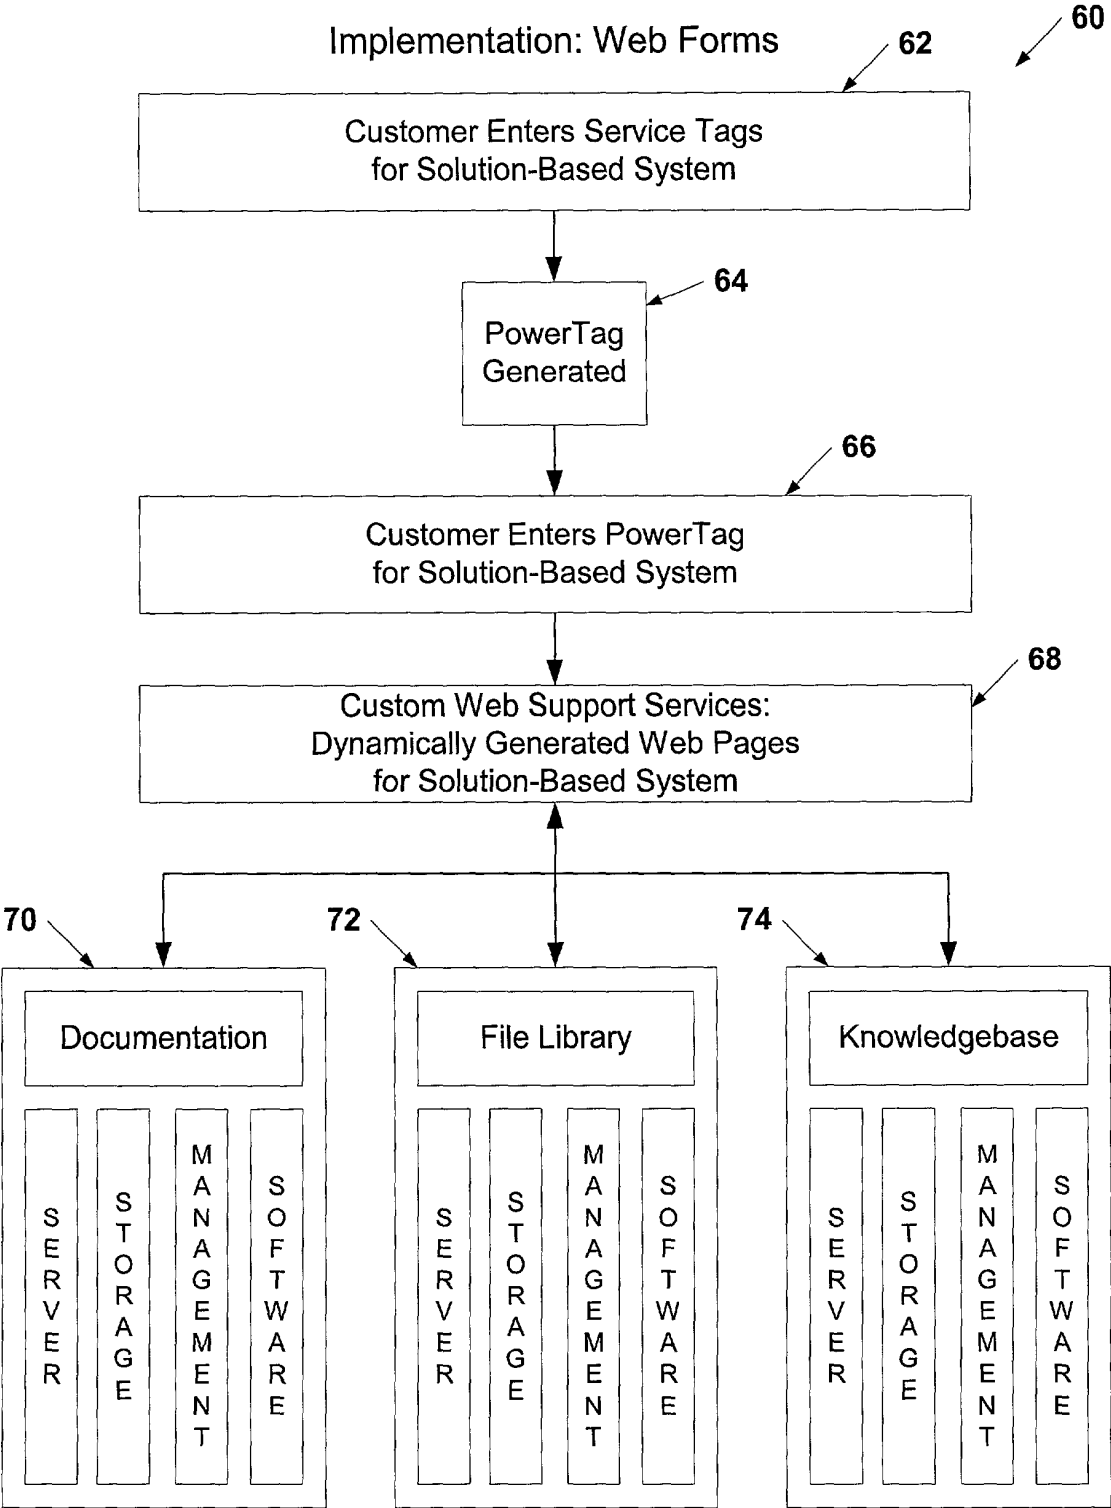 60
Implementation: Web Forms
62
Customer Enters Service Tags
for Solution-Based System
64
PowerTag
Generated
66
Customer Enters PowerTag
for Solution-Based System
68
Custom Web Support Services:
Dynamically Generated Web Pages
for Solution-Based System
70
72
74
Documentation
File Library
Knowledgebase
SERVER
STORAGE
MANAGEMENT
SOFTWARE
SERVER
STORAGE
MANAGEMENT
SOFTWARE
SERVER
STORAGE
MANAGEMENT
SOFTWARE